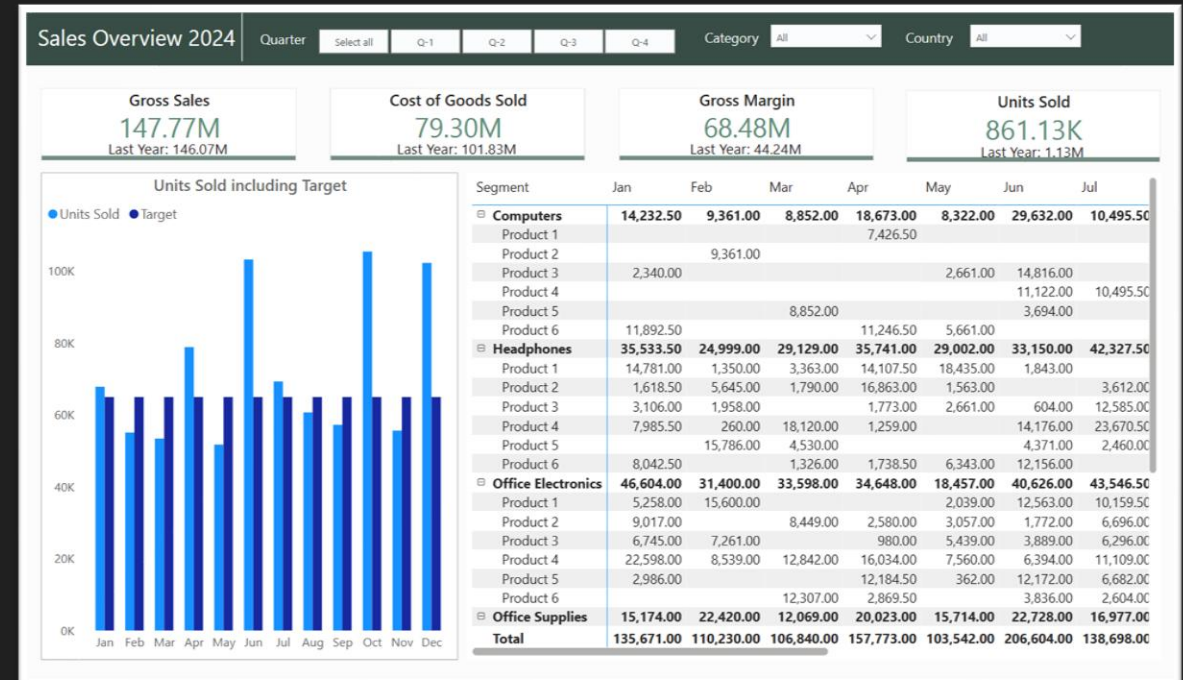 Sales Overview 2024 Quarter Select all Q-1 Q-2 Q-3 Q-4 Category All Country All
Gross Sales
147.77M
Last Year: 146.07M
Cost of Goods Sold
79.30M
Last Year: 101.83M
Gross Margin
68.48M
Last Year: 44.24M
Units Sold
861.13K
Last Year: 1.13M
Units Sold including Target
Units Sold Target
100K
80K
60K
40K
20K
0K
Jan Feb Mar Apr May Jun Jul Aug Sep Oct Nov Dec
Segment Jan Feb Mar Apr May Jun Jul
Computers 14,232.50 9,361.00 8,852.00 18,673.00 8,322.00 29,632.00 10,495.50
Product 1 7,426.50
Product 2 9,361.00
Product 3 2,340.00 2,661.00 14,816.00
Product 4 11,122.00 10,495.50
Product 5 8,852.00 3,694.00
Product 6 11,892.50 11,246.50 5,661.00
Headphones 35,533.50 24,999.00 29,129.00 35,741.00 29,002.00 33,150.00 42,327.50
Product 1 14,781.00 1,350.00 3,363.00 14,107.50 18,435.00 1,843.00
Product 2 1,618.50 5,645.00 1,790.00 16,863.00 1,563.00 3,612.00
Product 3 3,106.00 1,958.00 1,773.00 2,661.00 604.00 12,585.00
Product 4 7,985.50 260.00 18,120.00 1,259.00 14,176.00 23,670.50
Product 5 15,786.00 4,530.00 4,371.00 2,460.00
Product 6 8,042.50 1,326.00 1,738.50 6,343.00 12,156.00
Office Electronics 46,604.00 31,400.00 33,598.00 34,648.00 18,457.00 40,626.00 43,546.50
Product 1 5,258.00 15,600.00 2,039.00 12,563.00 10,159.50
Product 2 9,017.00 8,449.00 2,580.00 3,057.00 1,772.00 6,696.00
Product 3 6,745.00 7,261.00 980.00 5,439.00 3,889.00 6,296.00
Product 4 22,598.00 8,539.00 12,842.00 16,034.00 7,560.00 6,394.00 11,109.00
Product 5 2,986.00 12,184.50 362.00 12,172.00 6,682.00
Product 6 12,307.00 2,869.50 3,836.00 2,604.00
Office Supplies 15,174.00 22,420.00 12,069.00 20,023.00 15,714.00 22,728.00 16,977.00
Total 135,671.00 110,230.00 106,840.00 157,773.00 103,542.00 206,604.00 138,698.00